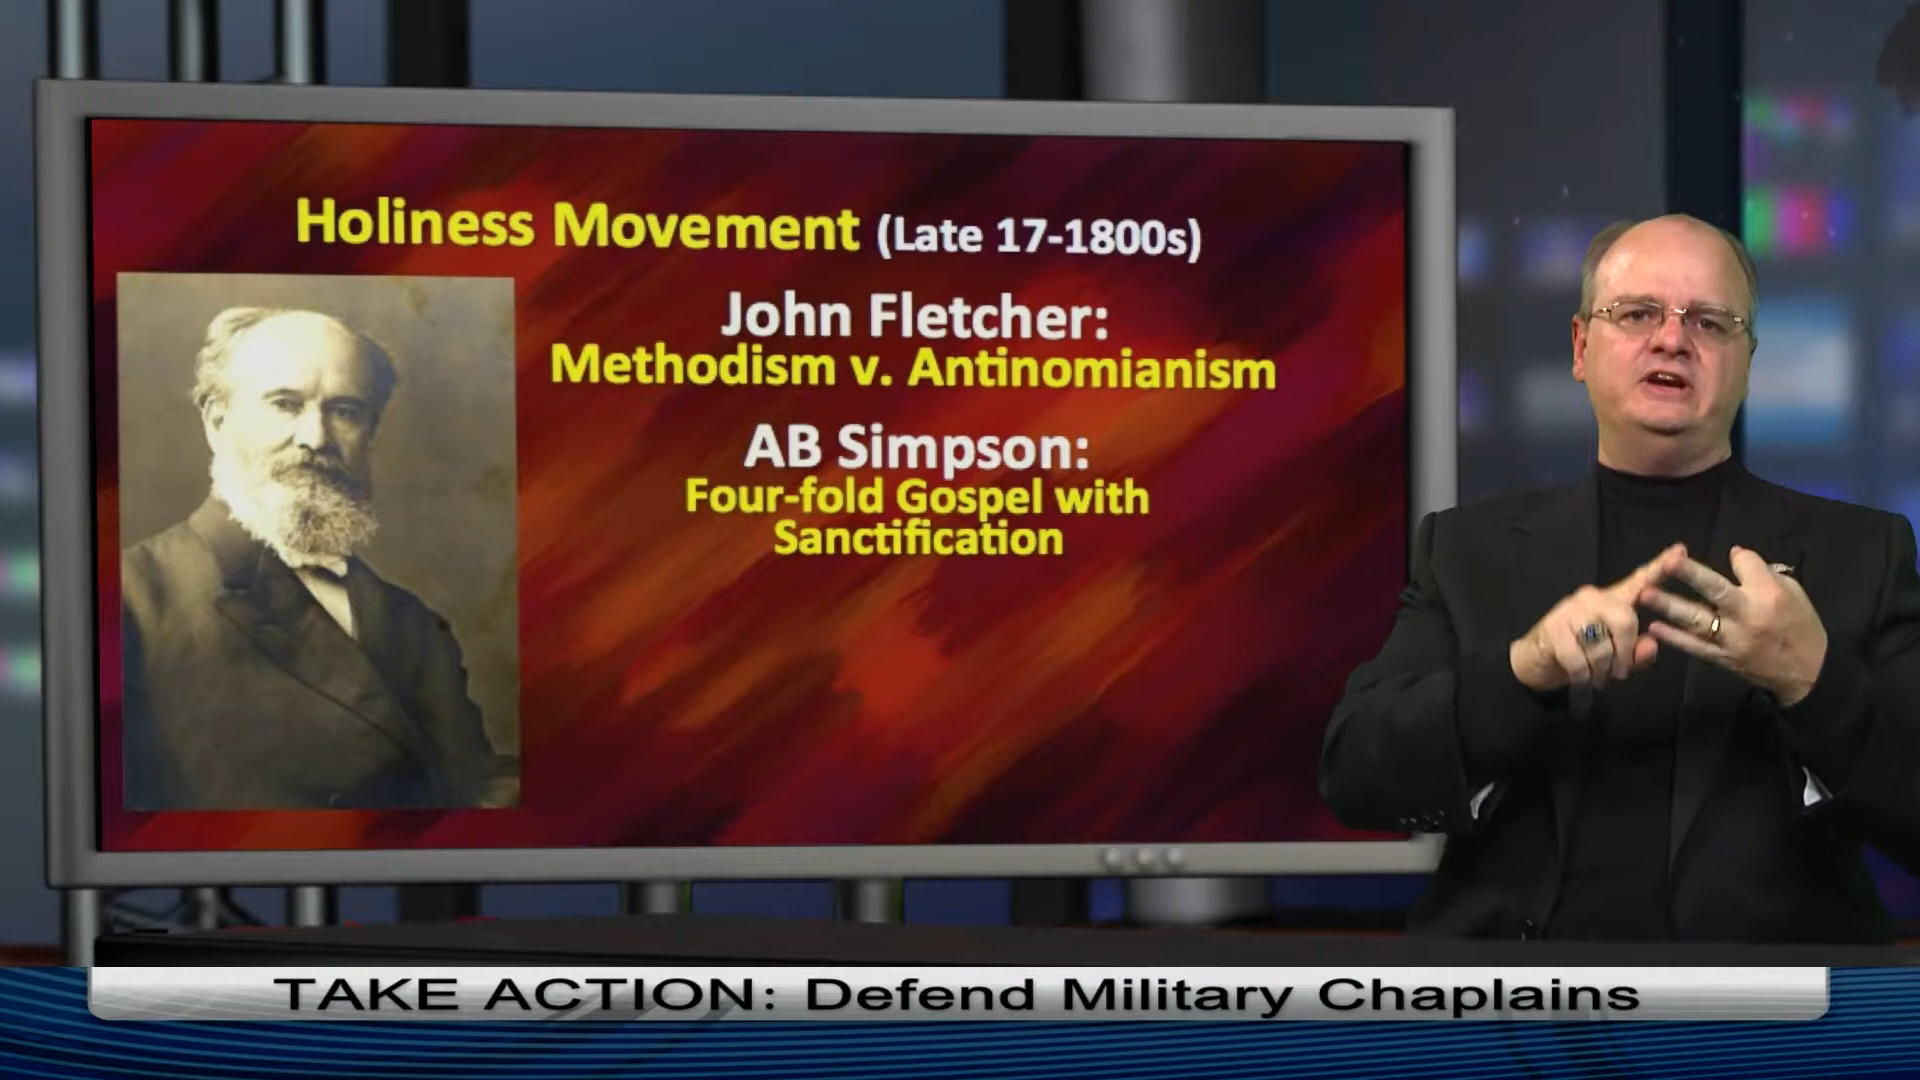 Holiness Movement (Late 17-1800s)
John Fletcher:
Methodism v. Antinomianism
AB Simpson:
Four-fold Gospel with
Sanctification
TAKE ACTION: Defend Military Chaplains